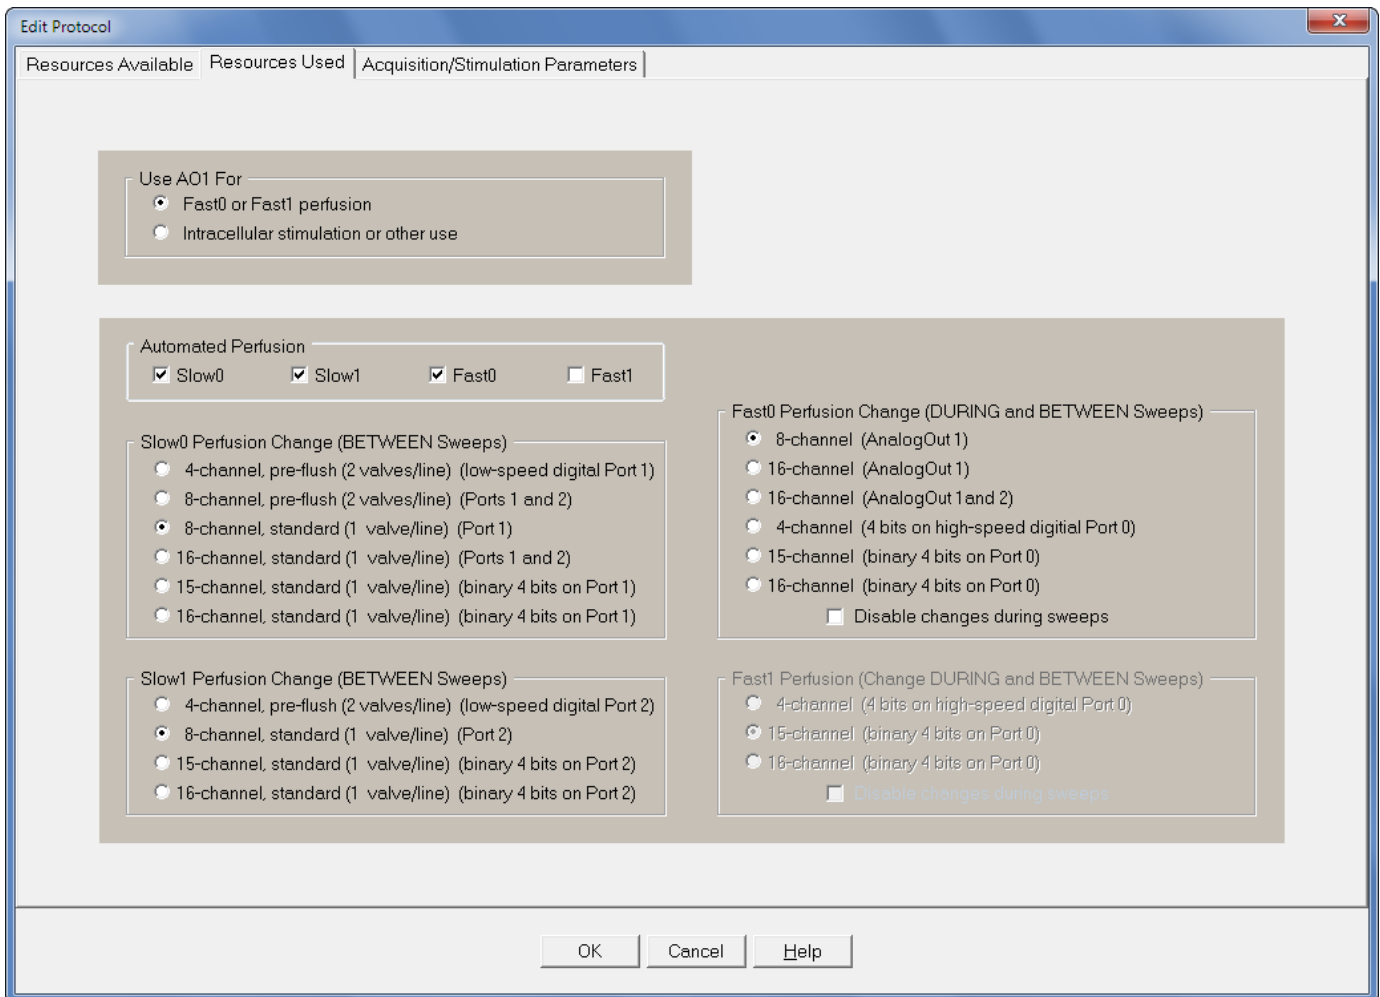 Edit Protocol
Resources Available Resources Used Acquisition/Stimulation Parameters
Use AO1 For
Fast0 or Fast1 perfusion
Intracellular stimulation or other use
Automated Perfusion
Slow0 Slow1 Fast0 Fast1
Slow0 Perfusion Change (BETWEEN Sweeps)
4-channel, pre-flush (2 valves/line) (low-speed digital Port 1)
8-channel, pre-flush (2 valves/line) (Ports 1 and 2)
8-channel, standard (1 valve/line) (Port 1)
16-channel, standard (1 valve/line) (Ports 1 and 2)
15-channel, standard (1 valve/line) (binary 4 bits on Port 1)
16-channel, standard (1 valve/line) (binary 4 bits on Port 1)
Slow1 Perfusion Change (BETWEEN Sweeps)
4-channel, pre-flush (2 valves/line) (low-speed digital Port 2)
8-channel, standard (1 valve/line) (Port 2)
15-channel, standard (1 valve/line) (binary 4 bits on Port 2)
16-channel, standard (1 valve/line) (binary 4 bits on Port 2)
Fast0 Perfusion Change (DURING and BETWEEN Sweeps)
8-channel (AnalogOut 1)
16-channel (AnalogOut 1)
16-channel (AnalogOut 1and 2)
4-channel (4 bits on high-speed digitial Port 0)
15-channel (binary 4 bits on Port 0)
16-channel (binary 4 bits on Port 0)
Disable changes during sweeps
Fast1 Perfusion (Change DURING and BETWEEN Sweeps)
4-channel (4 bits on high-speed digital Port 0)
15-channel (binary 4 bits on Port 0)
16-channel (binary 4 bits on Port 0)
Disable changes during sweeps
OK Cancel Help